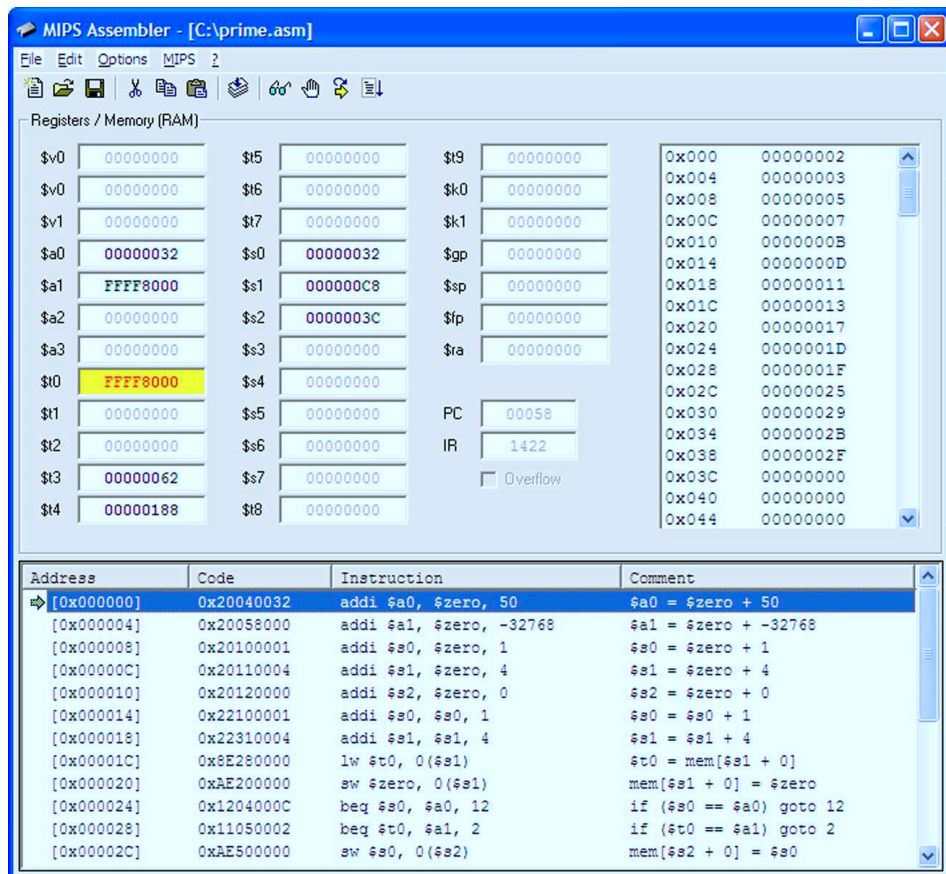 MIPS Assembler - [C:\prime.asm]
File Edit Options MIPS ?
Registers / Memory (RAM)
$v0 00000000 $t5 00000000 $t9 00000000 0x000 00000002
$v0 00000000 $t6 00000000 $k0 00000000 0x004 00000003
0x008 00000005
$v1 00000000 $t7 00000000 $k1 00000000 0x00C 00000007
$a0 00000032 $s0 00000032 $gp 00000000 0x010 0000000B
0x014 0000000D
$a1 FFFF8000 $s1 000000C8 $sp 00000000 0x018 00000011
0x01C 00000013
$a2 00000000 $s2 0000003C $fp 00000000 0x020 00000017
$a3 00000000 $s3 00000000 $ra 00000000 0x024 0000001D
$t0 FFFF8000 $s4 00000000 0x028 0000001F
0x02C 00000025
$t1 00000000 $s5 00000000 PC 00058 0x030 00000029
0x034 0000002B
$t2 00000000 $s6 00000000 IR 1422 0x038 0000002F
$t3 00000062 $s7 00000000 Overflow 0x03C 00000000
0x040 00000000
$t4 00000188 $t8 00000000 0x044 00000000
Address Code Instruction Comment
[0x000000] 0x20040032 addi $a0, $zero, 50 $a0 = $zero + 50
[0x000004] 0x20058000 addi $a1, $zero, -32768 $a1 = $zero + -32768
[0x000008] 0x20100001 addi $s0, $zero, 1 $s0 = $zero + 1
[0x00000C] 0x20110004 addi $s1, $zero, 4 $s1 = $zero + 4
[0x000010] 0x20120000 addi $s2, $zero, 0 $s2 = $zero + 0
[0x000014] 0x22100001 addi $s0, $s0, 1 $s0 = $s0 + 1
[0x000018] 0x22310004 addi $s1, $s1, 4 $s1 = $s1 + 4
[0x00001C] 0x8E280000 lw $t0, 0($s1) $t0 = mem[$s1 + 0]
[0x000020] 0xAE200000 sw $zero, 0($s1) mem[$s1 + 0] = $zero
[0x000024] 0x1204000C beq $s0, $a0, 12 if ($s0 == $a0) goto 12
[0x000028] 0x11050002 beq $t0, $a1, 2 if ($t0 == $a1) goto 2
[0x00002C] 0xAE500000 sw $s0, 0($s2) mem[$s2 + 0] = $s0